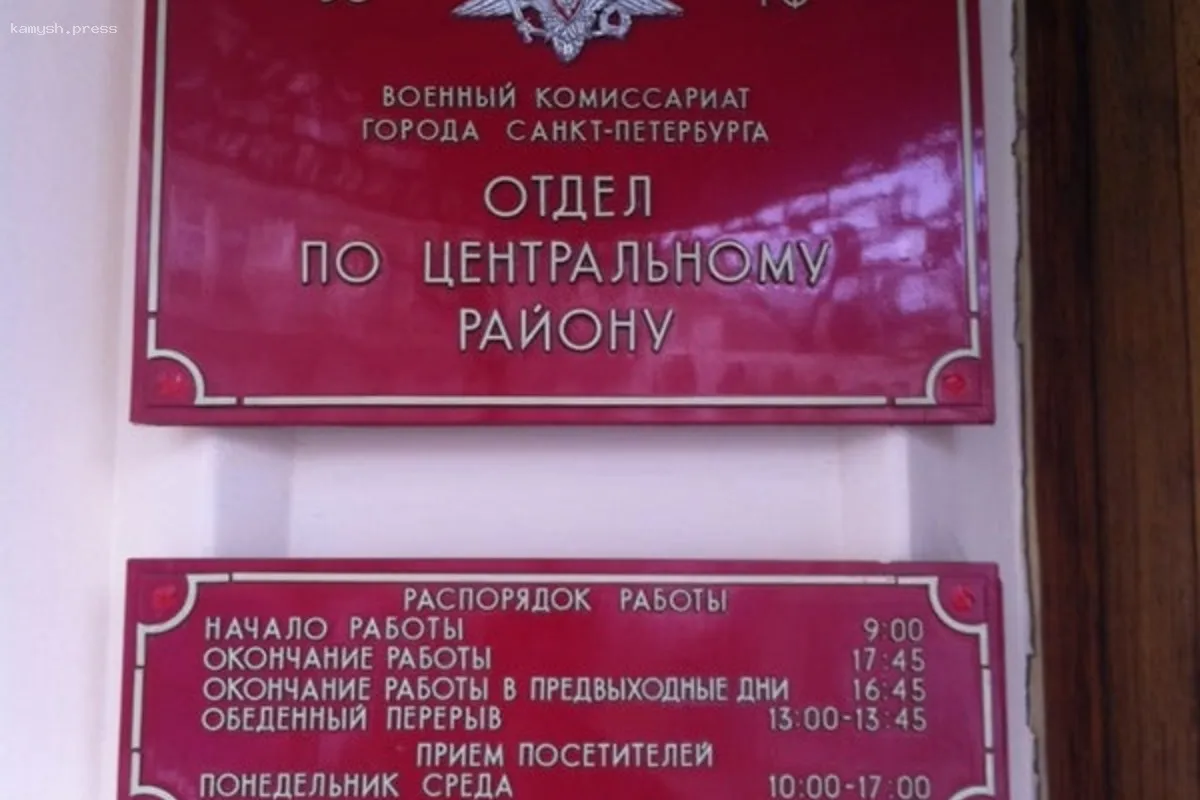 kamysh.press
РФ
ВОЕННЫЙ КОМИССАРИАТ
ГОРОДА САНКТ-ПЕТЕРБУРГА
ОТДЕЛ
ПО ЦЕНТРАЛЬНОМУ
РАЙОНУ
РАСПОРЯДОК РАБОТЫ
НАЧАЛО РАБОТЫ 9:00
ОКОНЧАНИЕ РАБОТЫ 17:45
ОКОНЧАНИЕ РАБОТЫ В ПРЕДВЫХОДНЫЕ ДНИ 16:45
ОБЕДЕННЫЙ ПЕРЕРЫВ 13:00-13:45
ПРИЕМ ПОСЕТИТЕЛЕЙ
ПОНЕДЕЛЬНИК СРЕДА 10:00-17:00